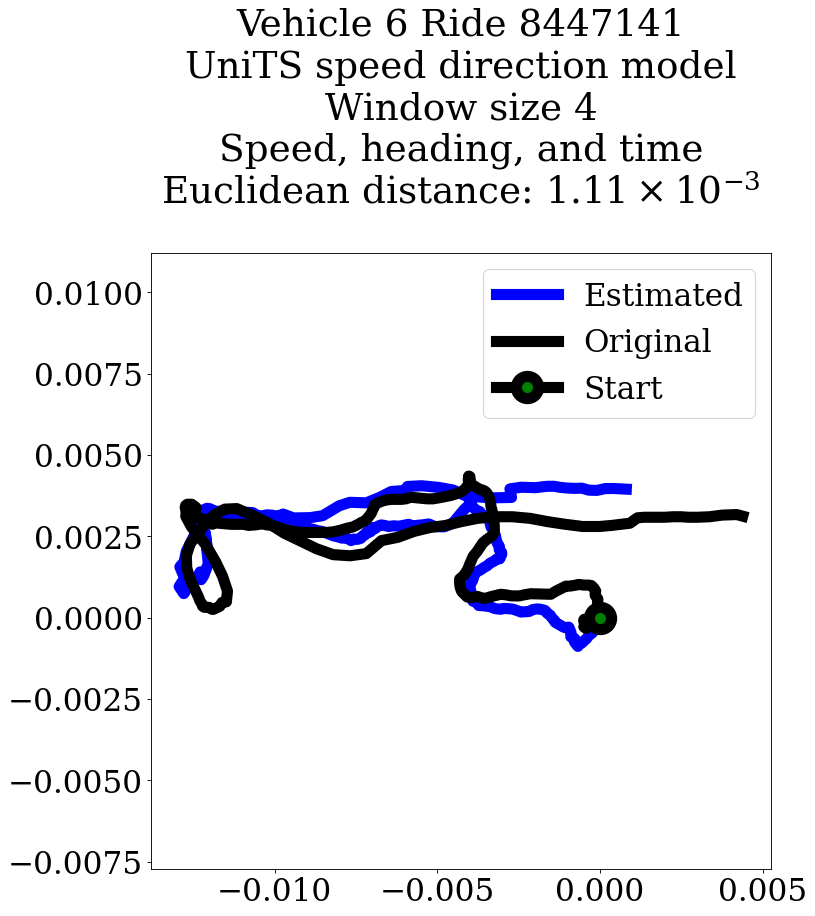 Vehicle 6 Ride 8447141
UniTS speed direction model
Window size 4
Speed, heading, and time
Euclidean distance: 1.11 × 10⁻³
Estimated
Original
Start
0.0100
0.0075
0.0050
0.0025
0.0000
−0.0025
−0.0050
−0.0075
−0.010 −0.005 0.000 0.005